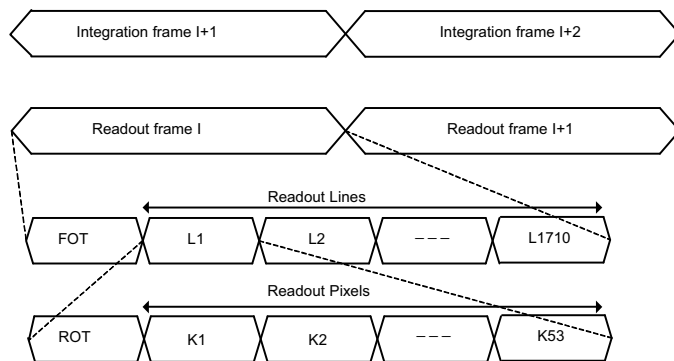 Integration frame I+1 Integration frame I+2
Readout frame I Readout frame I+1
Readout Lines
FOT L1 L2 – – – L1710
Readout Pixels
ROT K1 K2 – – – K53